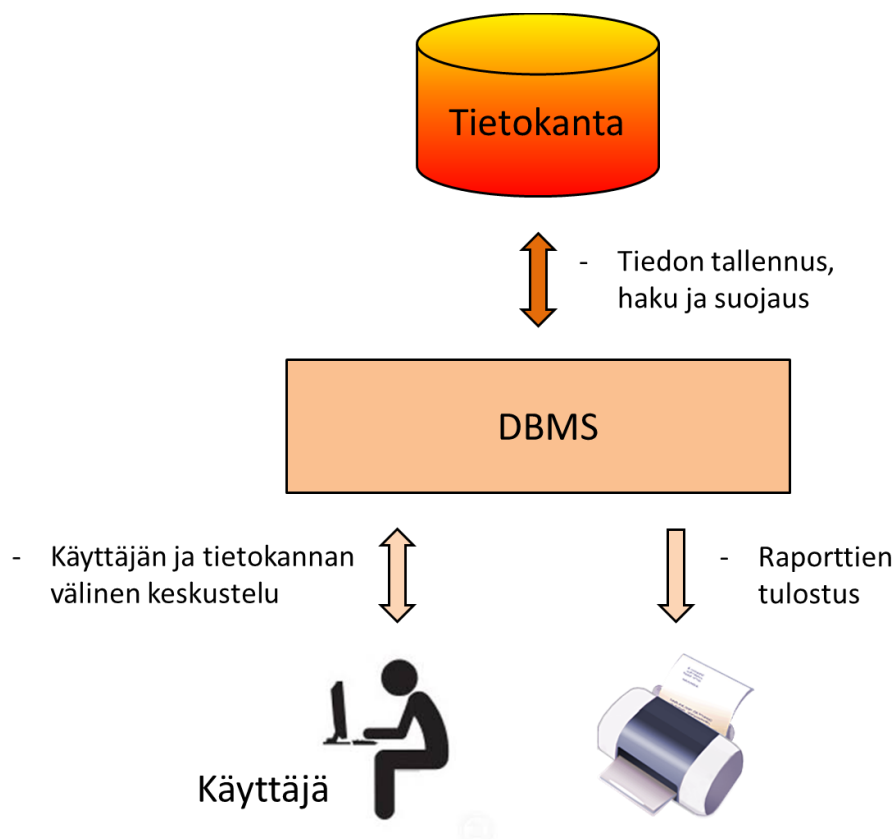 Tietokanta
- Tiedon tallennus,
haku ja suojaus
DBMS
- Käyttäjän ja tietokannan
välinen keskustelu
- Raporttien
tulostus
Käyttäjä